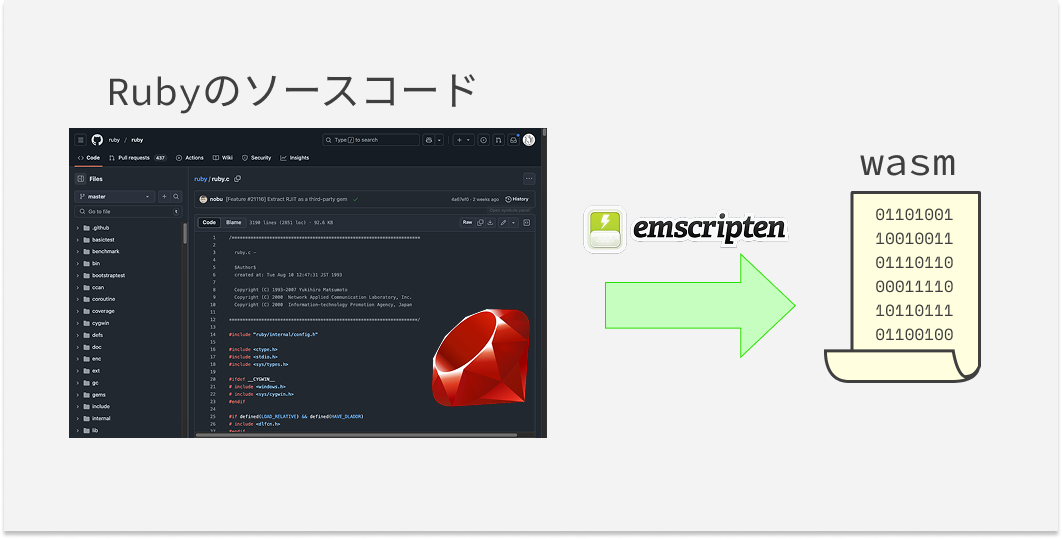 Rubyのソースコード
ruby / ruby
Type / to search
Code
Pull requests 437
Actions
Wiki
Security
Insights
Files
master
Go to file
t
.github
basictest
benchmark
bin
bootstraptest
ccan
coroutine
coverage
cygwin
defs
doc
enc
ext
gc
gems
include
internal
lib
ruby / ruby.c
nobu [Feature #21116] Extract RJIT as a third-party gem
· 2 weeks ago
History
Code
Blame
Raw
1 /**********************************************************************
2
3 ruby.c -
4
5 $Author$
6 created at: Tue Aug 10 12:47:31 JST 1993
7
8 Copyright (C) 1993-2007 Yukihiro Matsumoto
9 Copyright (C) 2000 Network Applied Communication Laboratory, Inc.
10 Copyright (C) 2000 Information-technology Promotion Agency, Japan
11
12 **********************************************************************/
13
14 #include "ruby/internal/config.h"
15
16 #include <ctype.h>
17 #include <stdio.h>
18 #include <sys/types.h>
19
20 #ifdef __CYGWIN__
21 # include <windows.h>
22 # include <sys/cygwin.h>
23 #endif
24
25 #if defined(LOAD_RELATIVE) && defined(HAVE_DLADDR)
26 # include <dlfcn.h>
27 #endif
emscripten
wasm
01101001
10010011
01110110
00011110
10110111
01100100